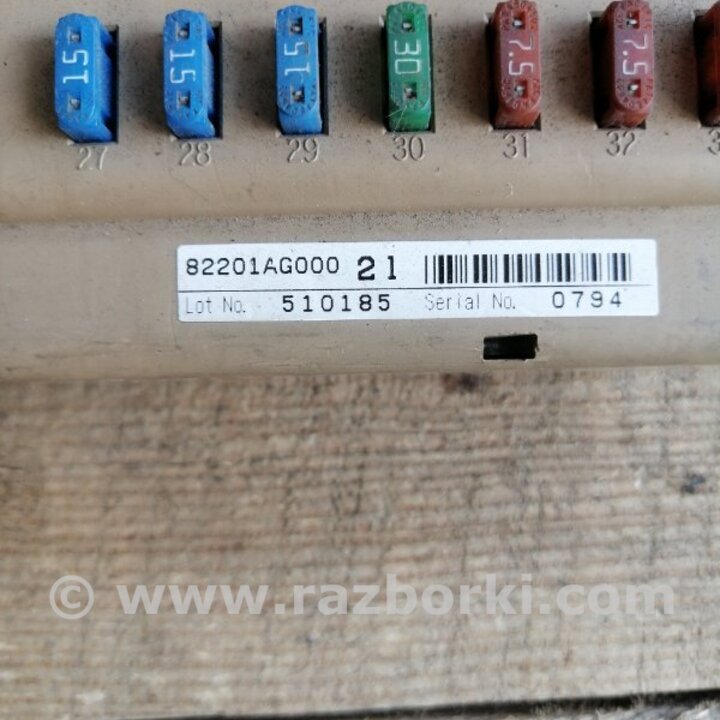 15 15 15 30 7.5 7.5
27 28 29 30 31 32
82201AG000 21
Lot No. 510185 Serial No. 0794
© www.razborki.com